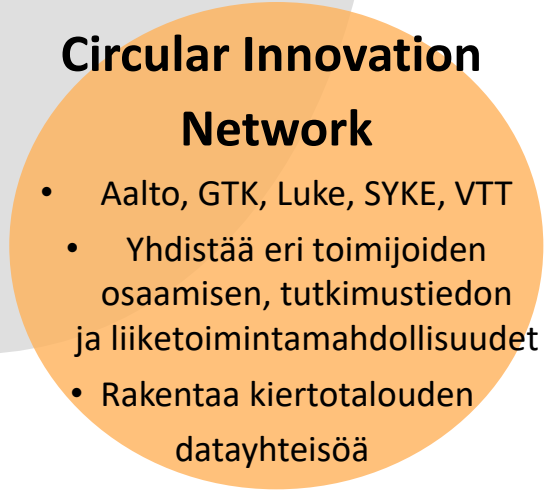 Circular Innovation
Network
• Aalto, GTK, Luke, SYKE, VTT
• Yhdistää eri toimijoiden
osaamisen, tutkimustiedon
ja liiketoimintamahdollisuudet
• Rakentaa kiertotalouden
datayhteisöä